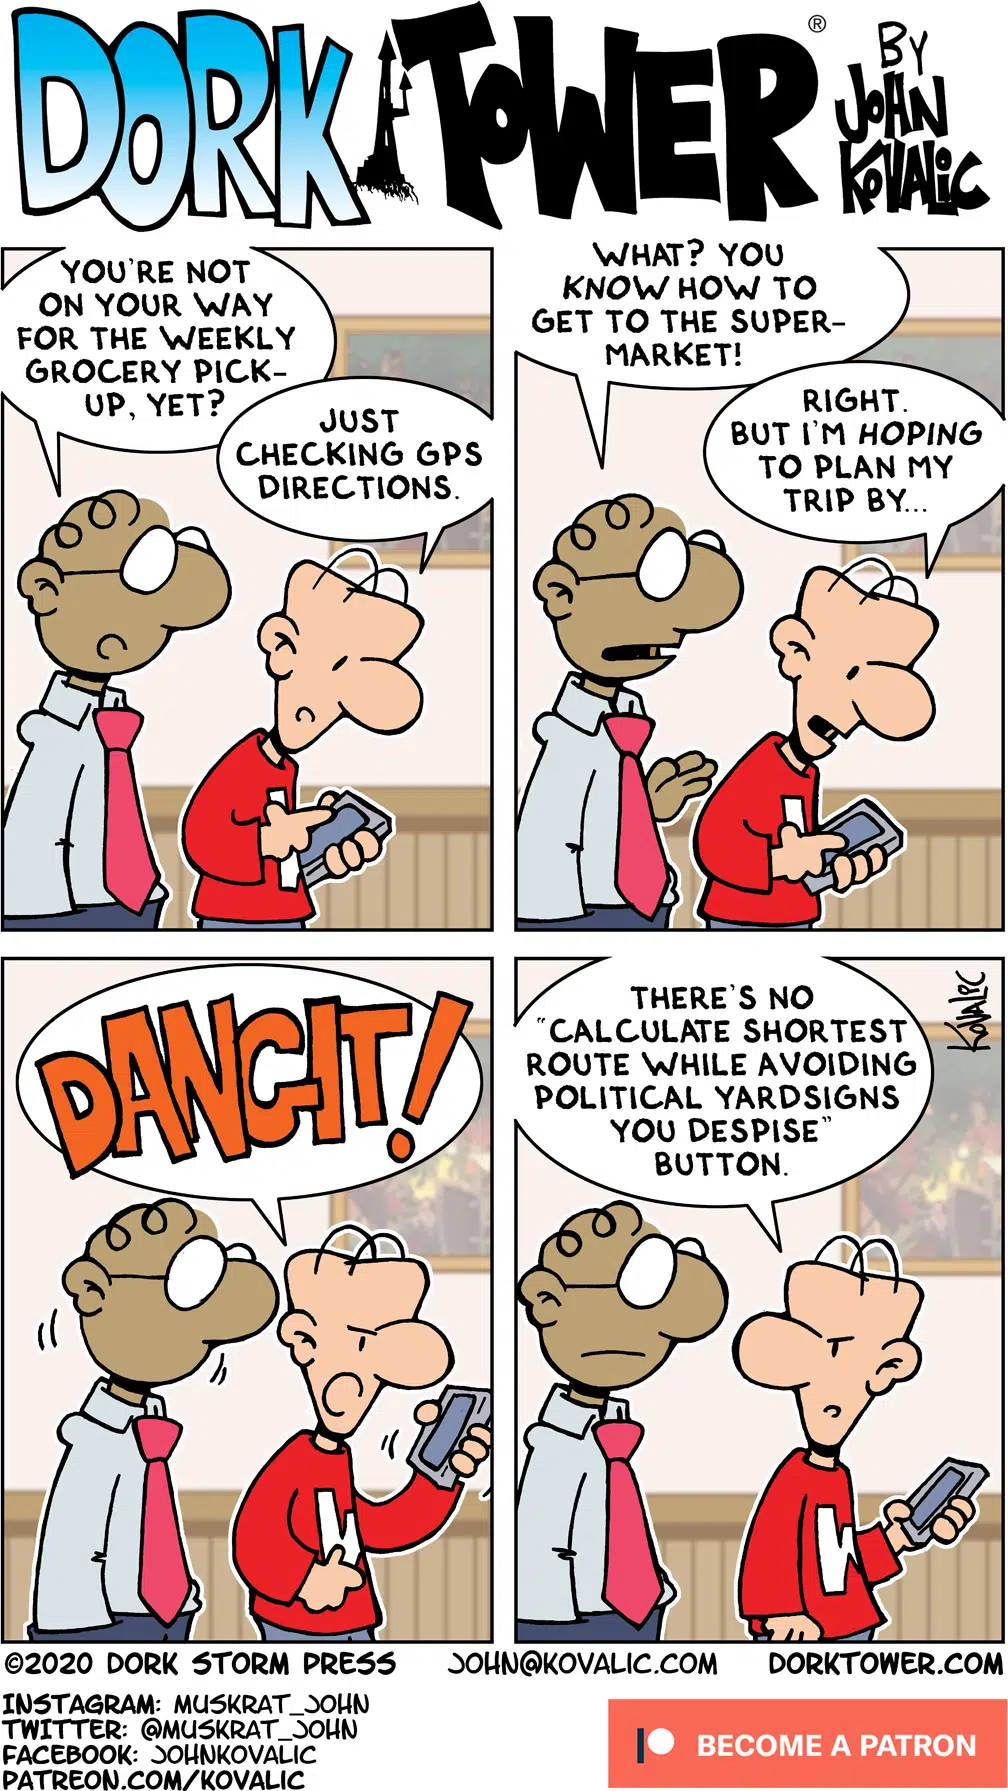 DORK TOWER®
BY
JOHN
KOVALIC
YOU'RE NOT
ON YOUR WAY
FOR THE WEEKLY
GROCERY PICK-
UP, YET?
JUST
CHECKING GPS
DIRECTIONS.
WHAT? YOU
KNOW HOW TO
GET TO THE SUPER-
MARKET!
RIGHT.
BUT I'M HOPING
TO PLAN MY
TRIP BY...
DANGIT!
THERE'S NO
"CALCULATE SHORTEST
ROUTE WHILE AVOIDING
POLITICAL YARDSIGNS
YOU DESPISE"
BUTTON.
KOVALIC
W
W
©2020 DORK STORM PRESS JOHN@KOVALIC.COM DORKTOWER.COM
INSTAGRAM: MUSKRAT_JOHN
TWITTER: @MUSKRAT_JOHN
FACEBOOK: JOHNKOVALIC
PATREON.COM/KOVALIC
BECOME A PATRON